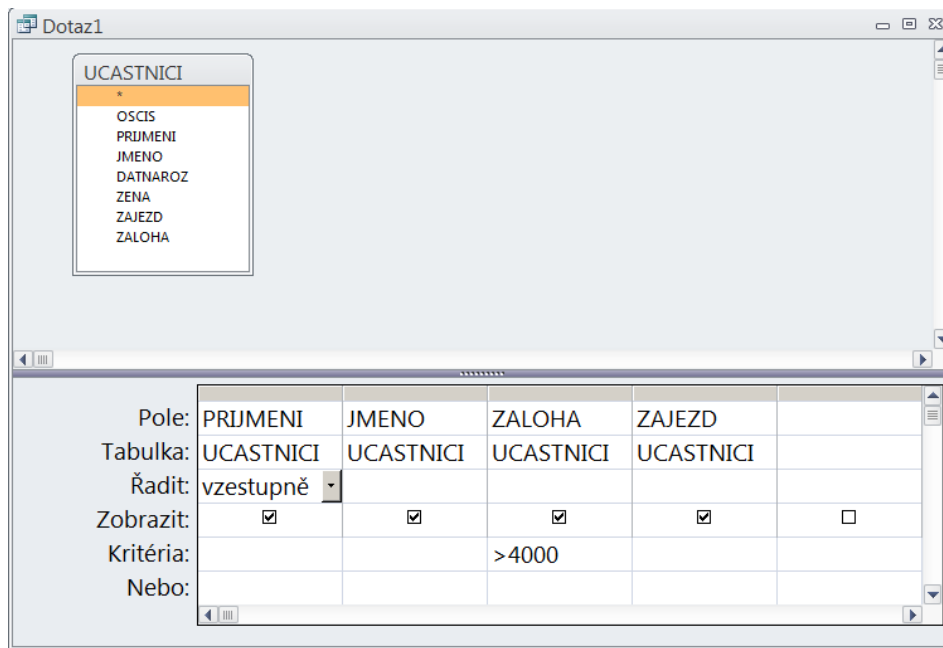 Dotaz1
UCASTNICI
*
OSCIS
PRIJMENI
JMENO
DATNAROZ
ZENA
ZAJEZD
ZALOHA
Pole: PRIJMENI JMENO ZALOHA ZAJEZD
Tabulka: UCASTNICI UCASTNICI UCASTNICI UCASTNICI
Řadit: vzestupně
Zobrazit:
Kritéria: >4000
Nebo: